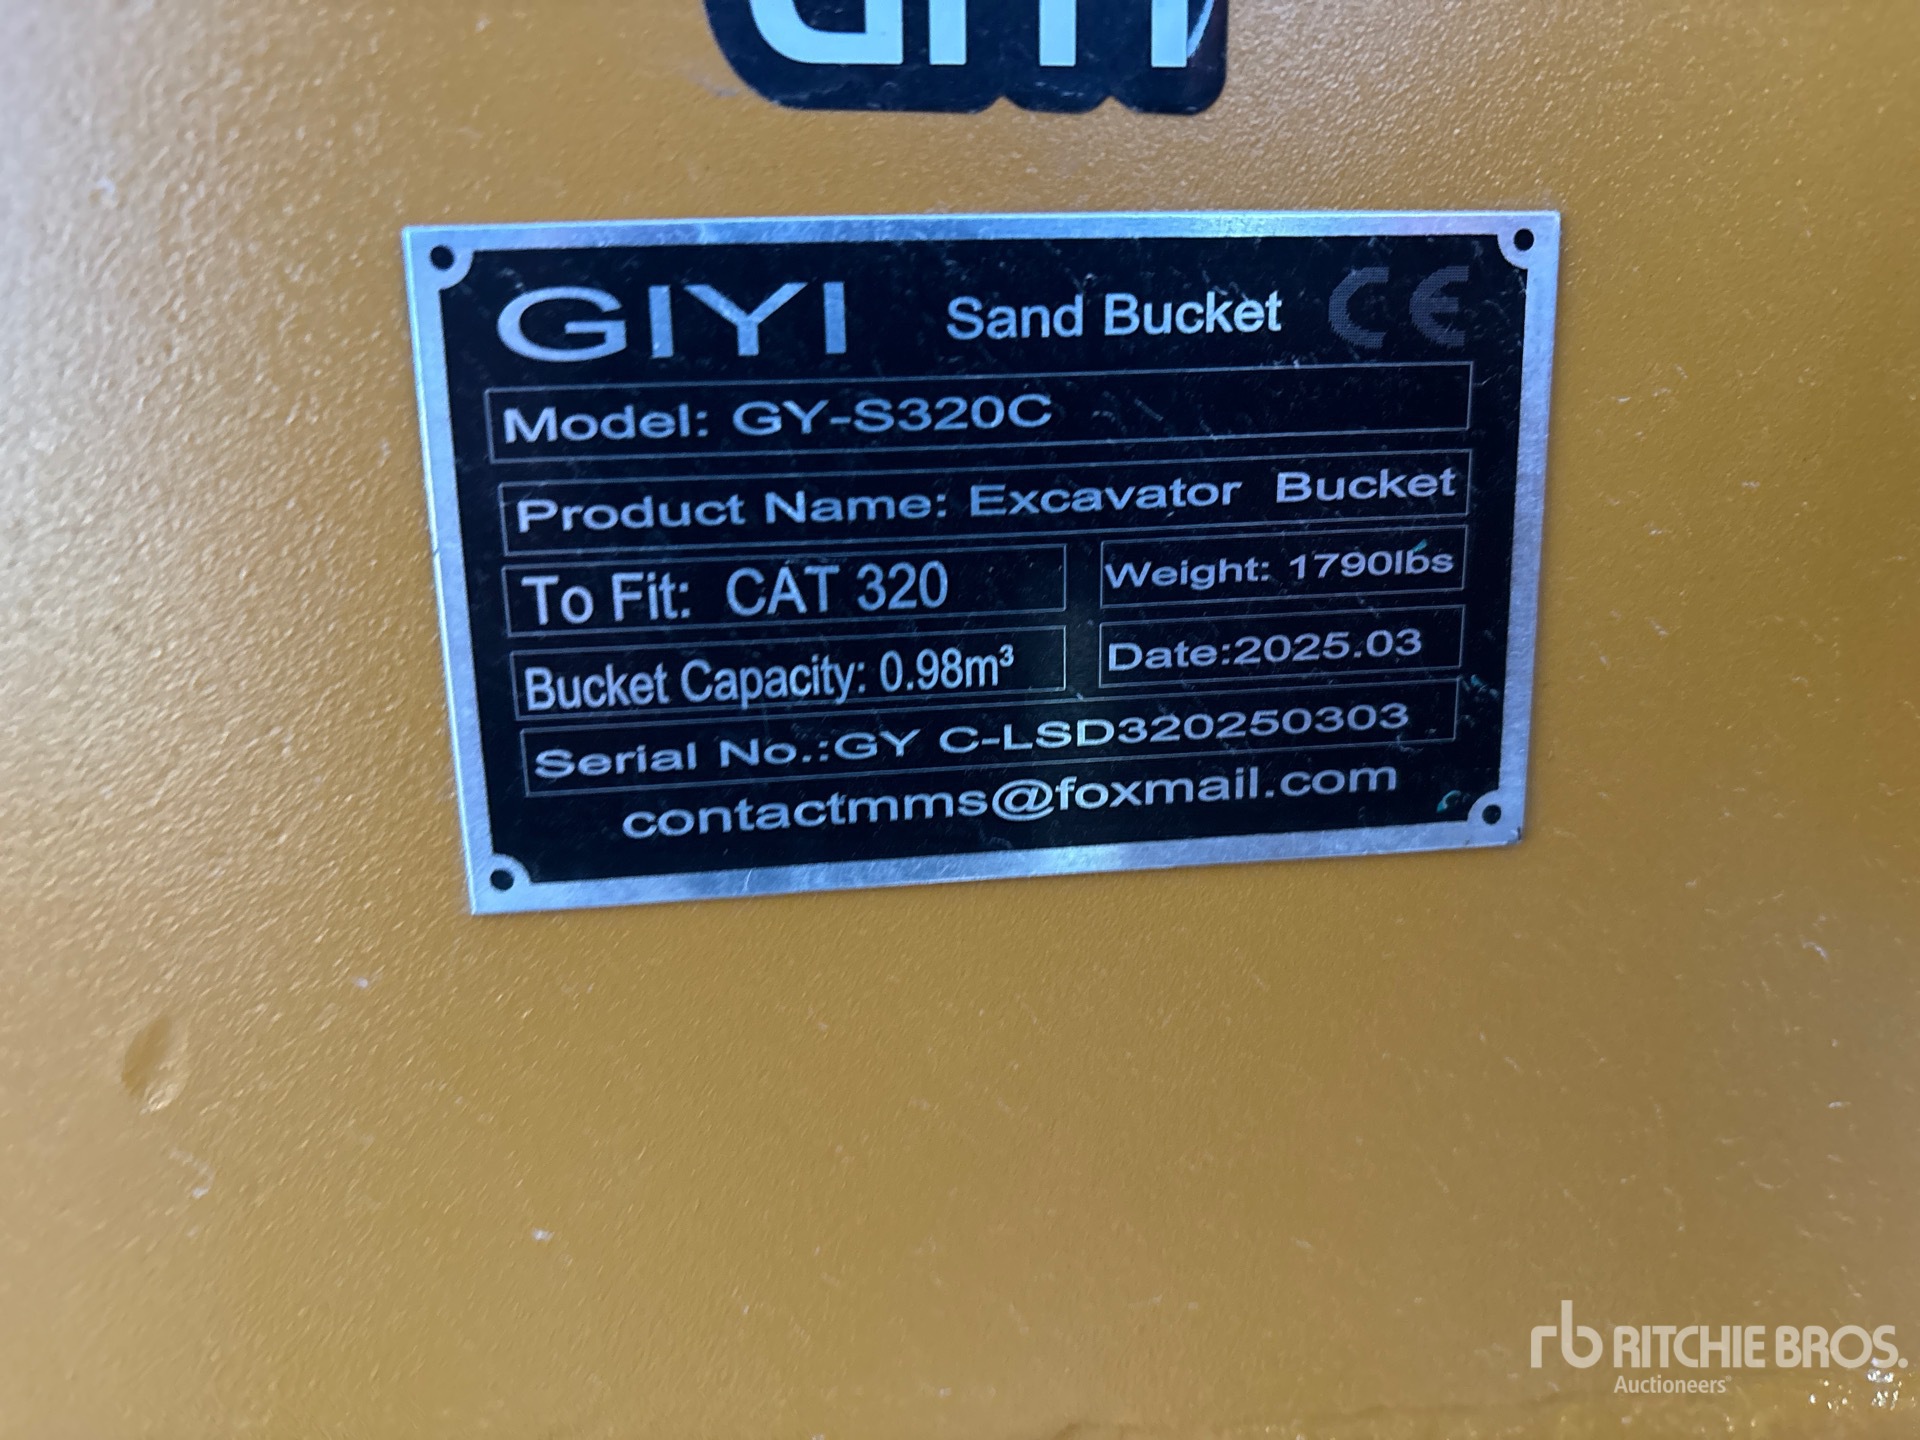 GIYI Sand Bucket CE
Model: GY-S320C
Product Name: Excavator Bucket
To Fit: CAT 320 Weight: 1790lbs
Bucket Capacity: 0.98m³ Date:2025.03
Serial No.:GY C-LSD320250303
contactmms@foxmail.com
rb RITCHIE BROS.
Auctioneers